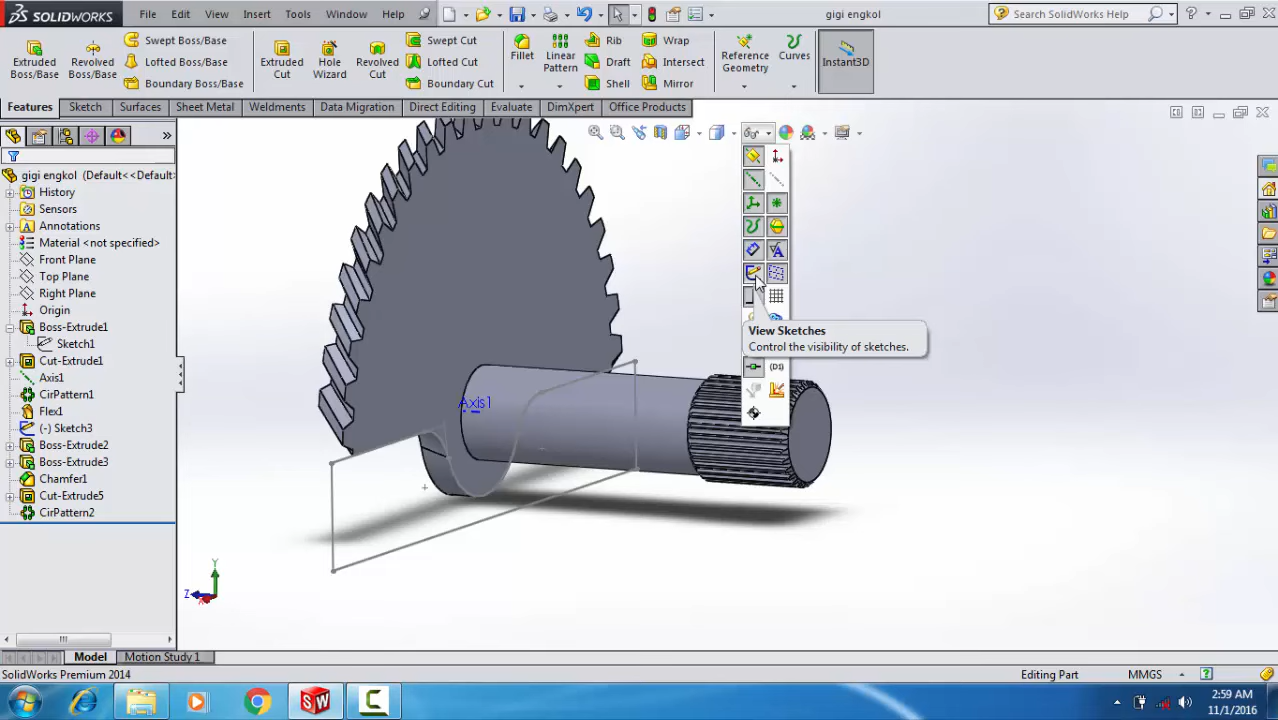 SOLIDWORKS File Edit View Insert Tools Window Help gigi engkol Search SolidWorks Help
Extruded Boss/Base
Revolved Boss/Base
Swept Boss/Base
Lofted Boss/Base
Boundary Boss/Base
Extruded Cut
Hole Wizard
Revolved Cut
Swept Cut
Lofted Cut
Boundary Cut
Fillet
Linear Pattern
Rib
Draft
Shell
Wrap
Intersect
Mirror
Reference Geometry
Curves
Instant3D
Features Sketch Surfaces Sheet Metal Weldments Data Migration Direct Editing Evaluate DimXpert Office Products
gigi engkol (Default<<Default>
History
Sensors
Annotations
Material <not specified>
Front Plane
Top Plane
Right Plane
Origin
Boss-Extrude1
Sketch1
Cut-Extrude1
Axis1
CirPattern1
Flex1
(-) Sketch3
Boss-Extrude2
Boss-Extrude3
Chamfer1
Cut-Extrude5
CirPattern2
Axis1
(D1)
View Sketches
Control the visibility of sketches.
Y
Z
Model Motion Study 1
SolidWorks Premium 2014 Editing Part MMGS
2:59 AM
11/1/2016